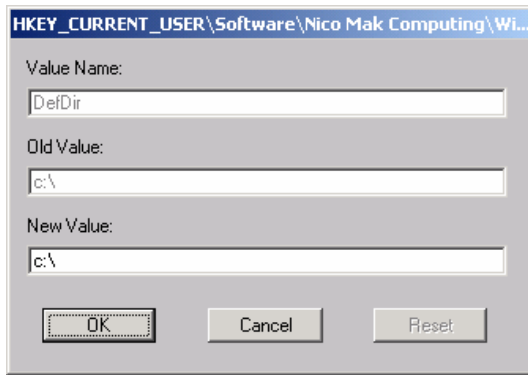 HKEY_CURRENT_USER\Software\Nico Mak Computing\Wi...
Value Name:
DefDir
Old Value:
c:\
New Value:
c:\
OK Cancel Reset